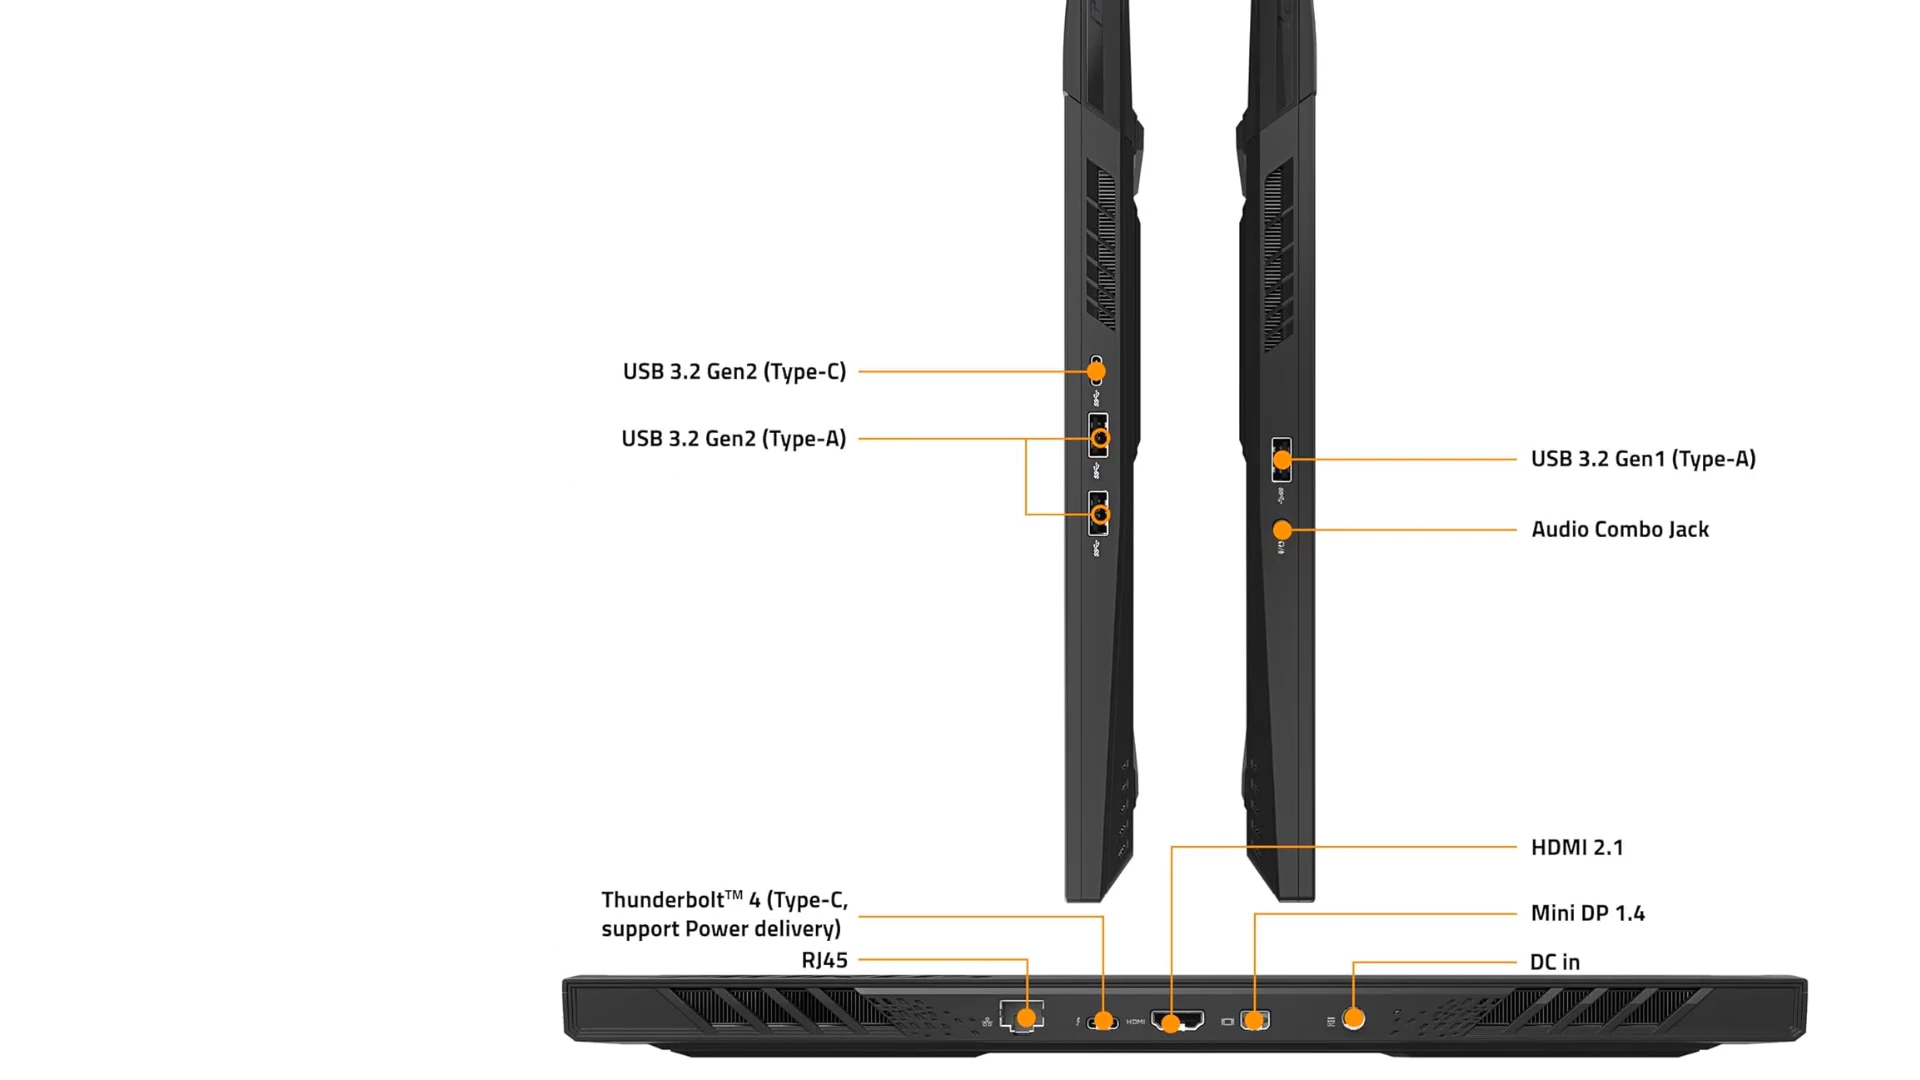 USB 3.2 Gen2 (Type-C)
USB 3.2 Gen2 (Type-A)
USB 3.2 Gen1 (Type-A)
Audio Combo Jack
HDMI 2.1
Thunderbolt™ 4 (Type-C,
support Power delivery)
Mini DP 1.4
RJ45
DC in
HDMI